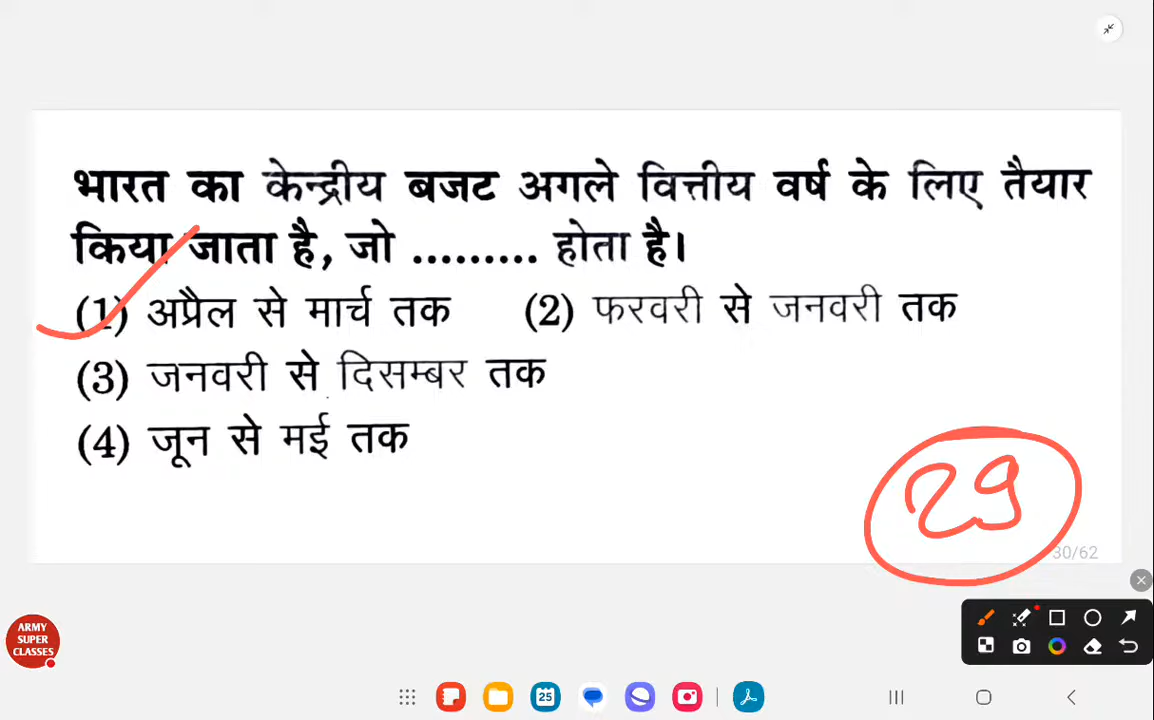 भारत का केन्द्रीय बजट अगले वित्तीय वर्ष के लिए तैयार
किया जाता है, जो ......... होता है।
(1) अप्रैल से मार्च तक (2) फरवरी से जनवरी तक
(3) जनवरी से दिसम्बर तक
(4) जून से मई तक
29
30/62
ARMY
SUPER
CLASSES
25